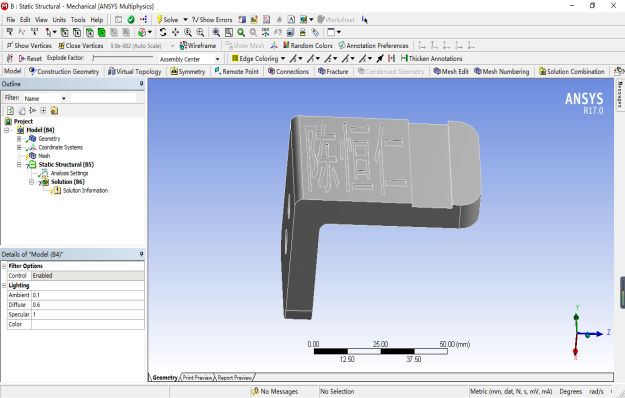 B : Static Structural - Mechanical [ANSYS Multiphysics]
File Edit View Units Tools Help
Solve ?/Show Errors
Worksheet
Show Vertices Close Vertices 9.8e-002 (Auto Scale) Wireframe Show Mesh Random Colors Annotation Preferences
Reset Explode Factor: Assembly Center Edge Coloring Thicken Annotations
Model Construction Geometry Virtual Topology Symmetry Remote Point Connections Fracture Condensed Geometry Mesh Edit Mesh Numbering Solution Combination
Outline
Filter: Name
Project
Model (B4)
Geometry
Coordinate Systems
Mesh
Static Structural (B5)
Analysis Settings
Solution (B6)
Solution Information
Details of "Model (B4)"
Filter Options
Control Enabled
Lighting
Ambient 0.1
Diffuse 0.6
Specular 1
Color
ANSYS
R17.0
陈恒仁
Y
Z
X
0.00 25.00 50.00 (mm)
12.50 37.50
Geometry Print Preview Report Preview
Messages
No Messages No Selection Metric (mm, dat, N, s, mV, mA) Degrees rad/s